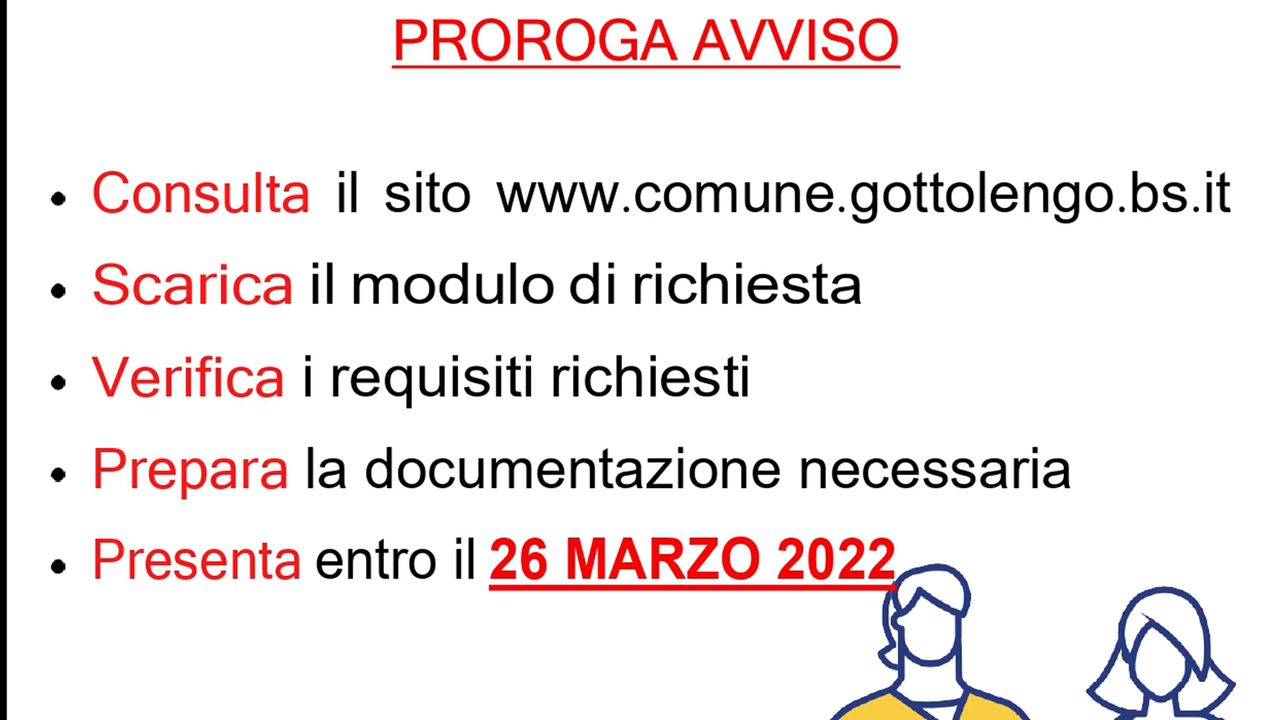 PROROGA AVVISO
• Consulta il sito www.comune.gottolengo.bs.it
• Scarica il modulo di richiesta
• Verifica i requisiti richiesti
• Prepara la documentazione necessaria
• Presenta entro il 26 MARZO 2022